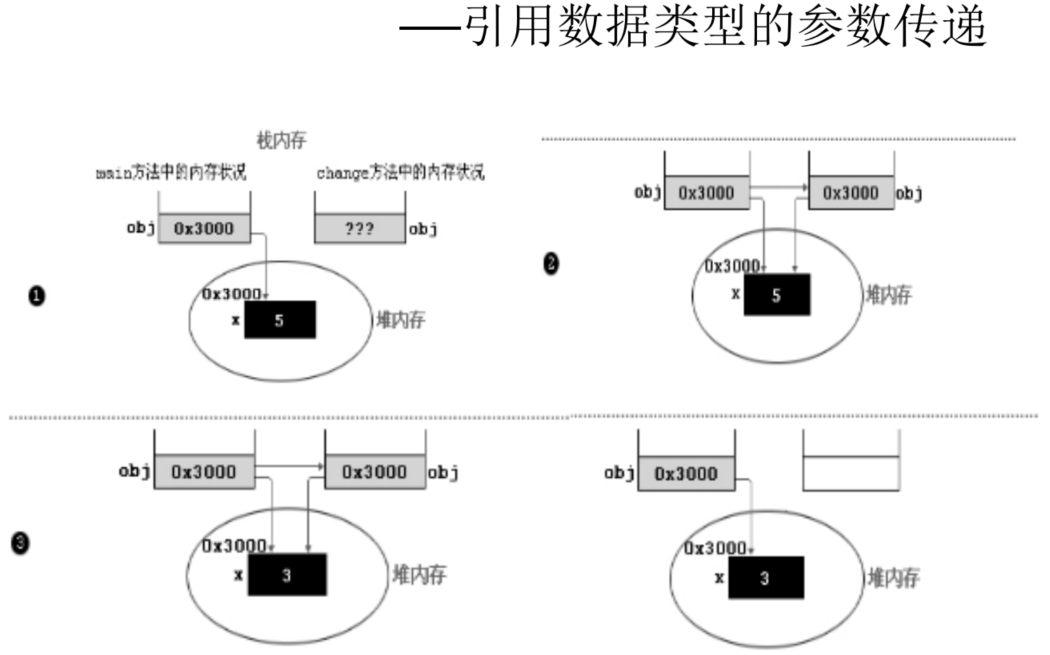 ——引用数据类型的参数传递
栈内存
main方法中的内存状况
change方法中的内存状况
obj 0x3000
??? obj
❶
0x3000
x 5 堆内存
obj 0x3000
0x3000 obj
❷
0x3000
x 5 堆内存
obj 0x3000
0x3000 obj
❸
0x3000
x 3 堆内存
obj 0x3000
0x3000
x 3 堆内存